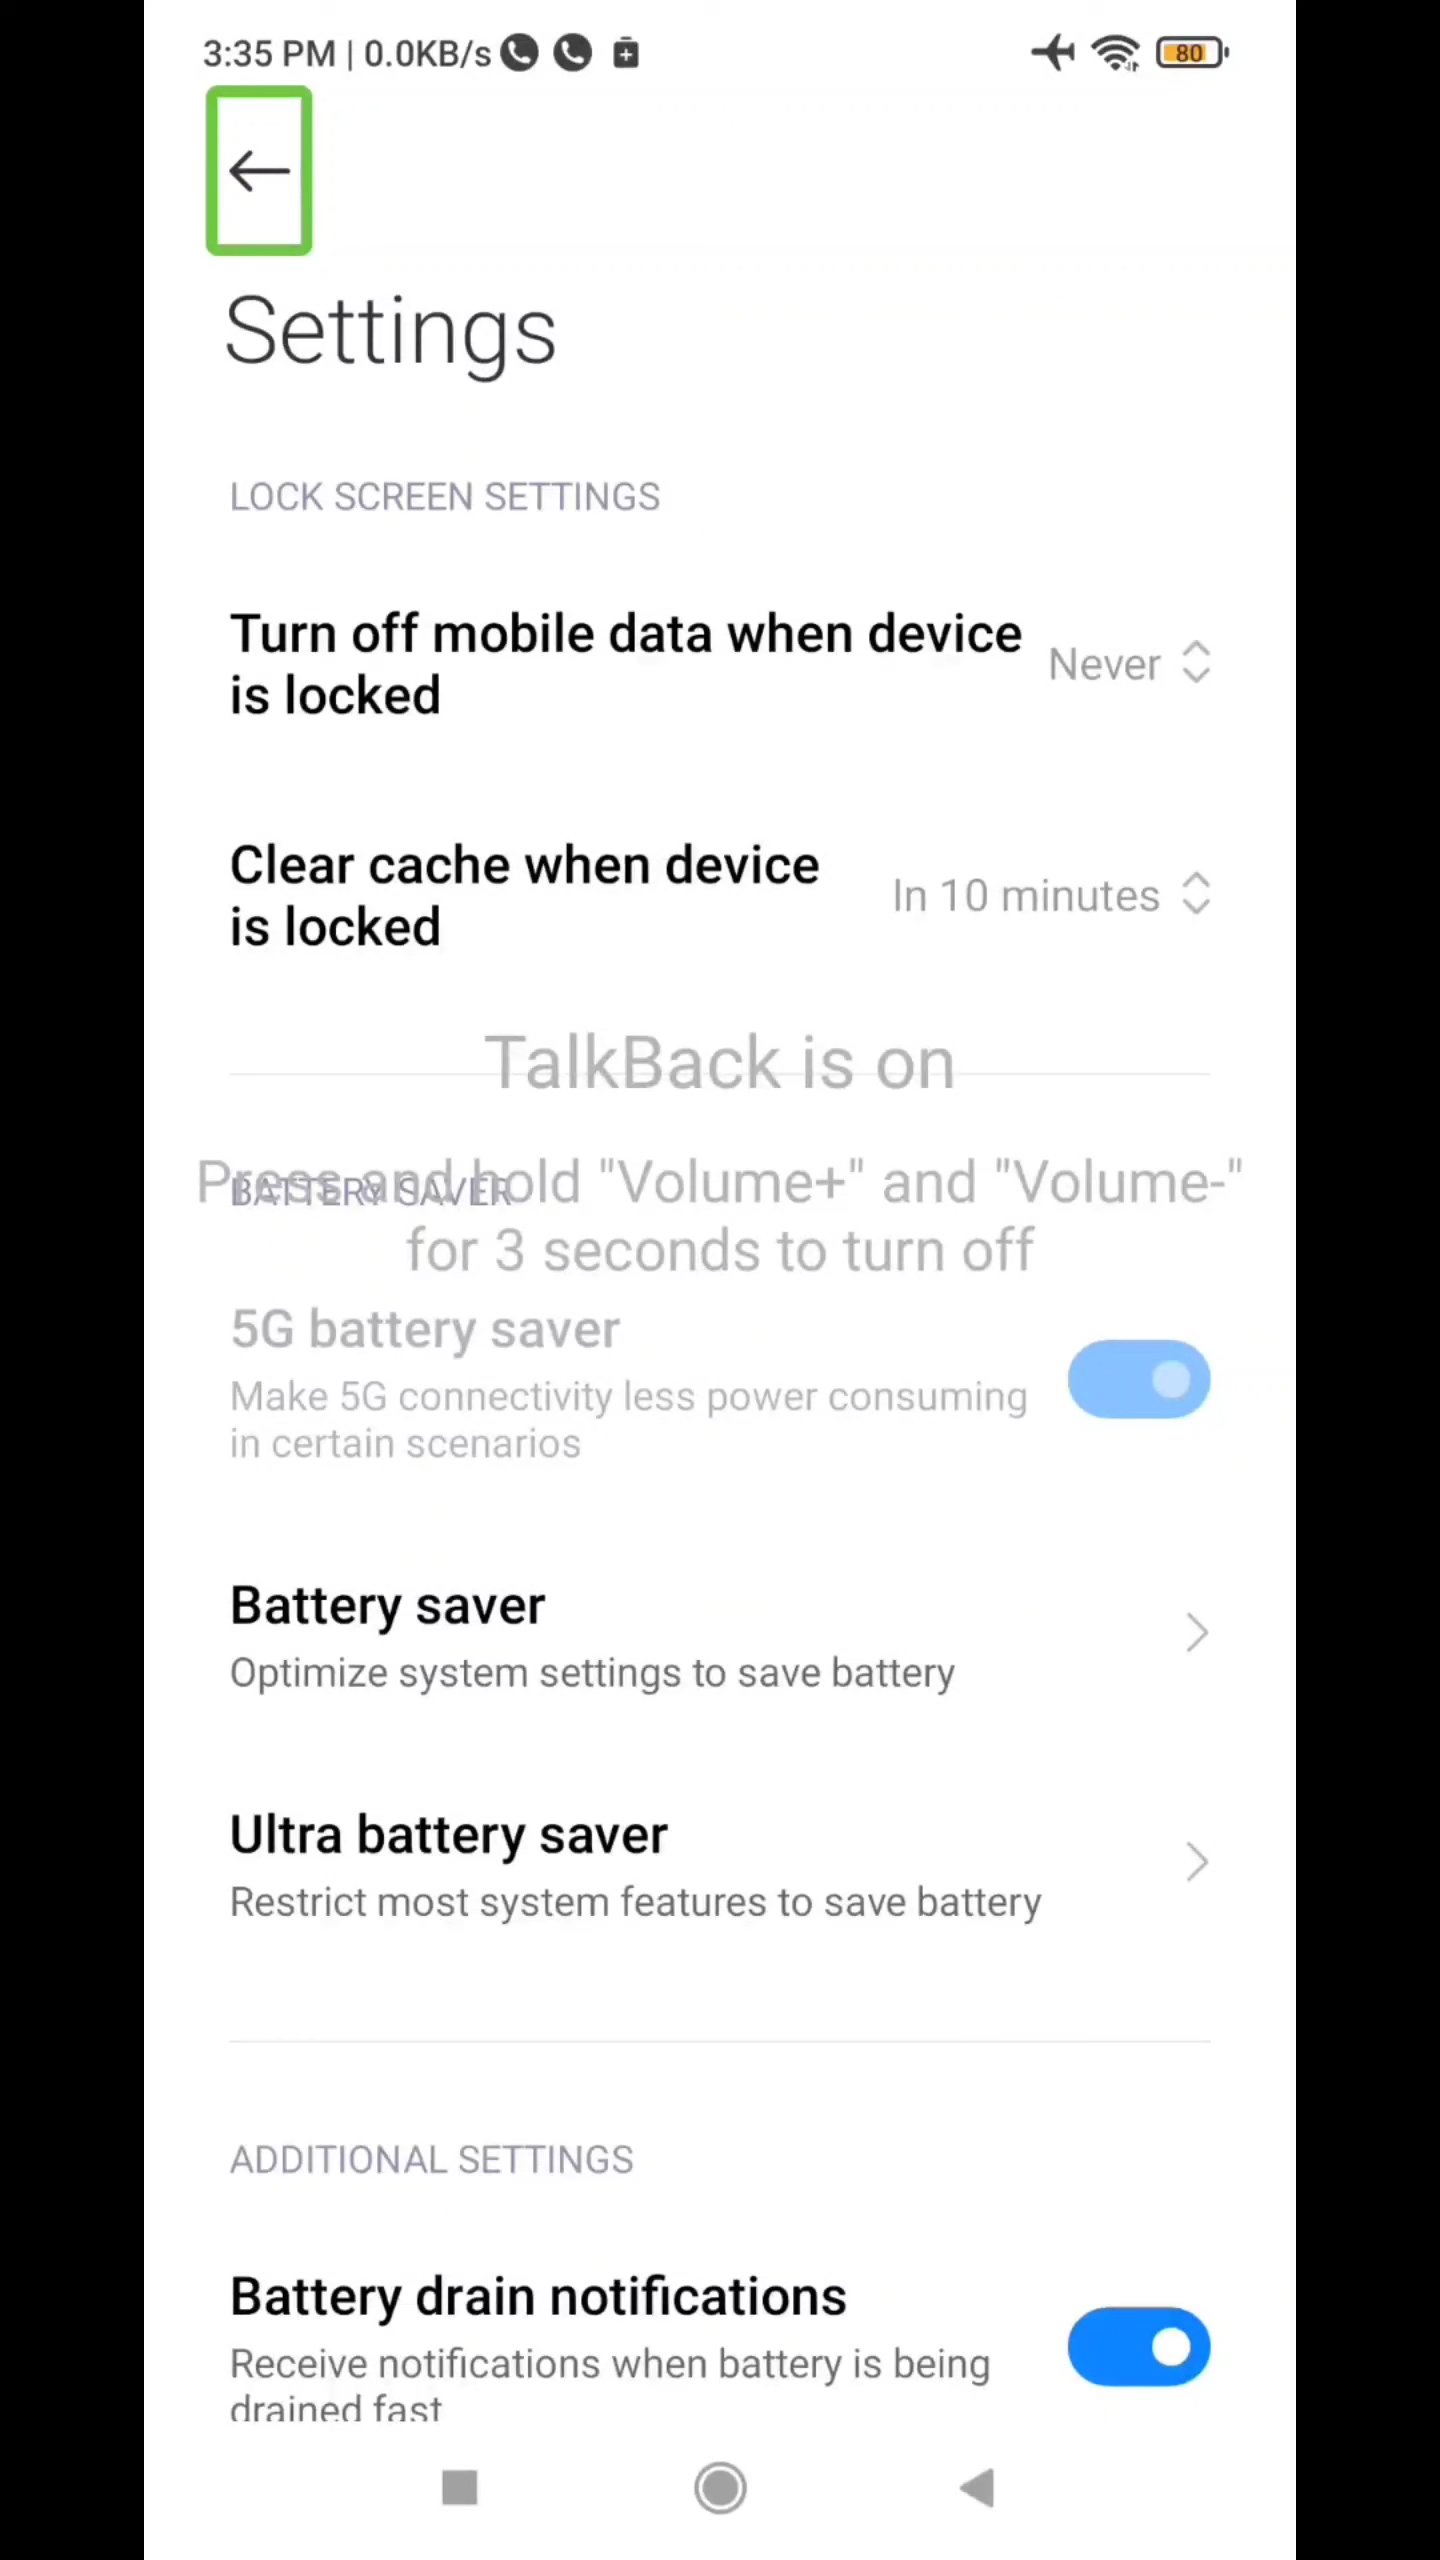 3:35 PM | 0.0KB/s
80
Settings
LOCK SCREEN SETTINGS
Turn off mobile data when device
is locked
Never
Clear cache when device
is locked
In 10 minutes
TalkBack is on
Press and hold "Volume+" and "Volume-"
for 3 seconds to turn off
BATTERY SAVER
5G battery saver
Make 5G connectivity less power consuming
in certain scenarios
Battery saver
Optimize system settings to save battery
Ultra battery saver
Restrict most system features to save battery
ADDITIONAL SETTINGS
Battery drain notifications
Receive notifications when battery is being
drained fast